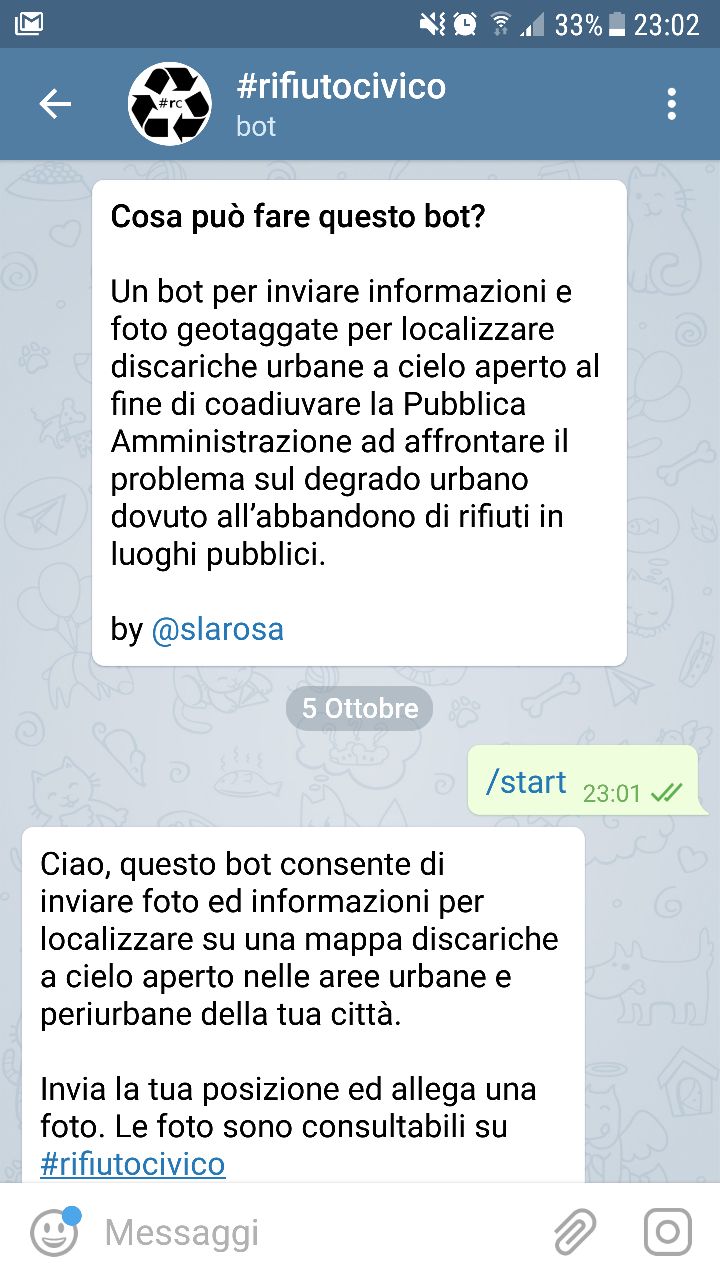 33% 23:02
#rc
#rifiutocivico
bot
Cosa può fare questo bot?
Un bot per inviare informazioni e
foto geotaggate per localizzare
discariche urbane a cielo aperto al
fine di coadiuvare la Pubblica
Amministrazione ad affrontare il
problema sul degrado urbano
dovuto all’abbandono di rifiuti in
luoghi pubblici.
by @slarosa
5 Ottobre
/start 23:01
Ciao, questo bot consente di
inviare foto ed informazioni per
localizzare su una mappa discariche
a cielo aperto nelle aree urbane e
periurbane della tua città.
Invia la tua posizione ed allega una
foto. Le foto sono consultabili su
#rifiutocivico
Messaggi